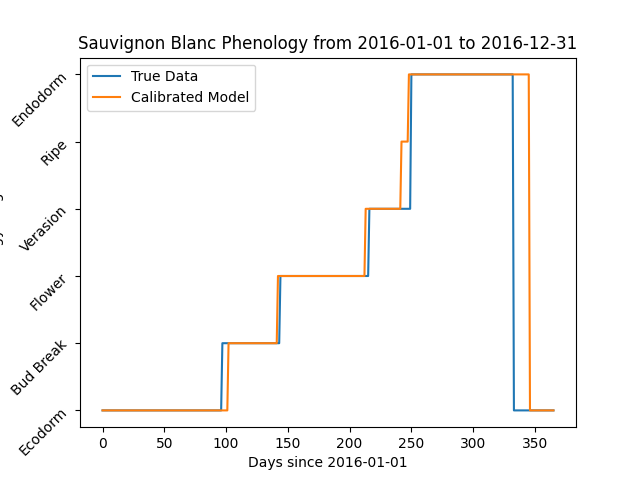 Sauvignon Blanc Phenology from 2016-01-01 to 2016-12-31
True Data
Calibrated Model
Endodorm
Ripe
Verasion
Flower
Bud Break
Ecodorm
0 50 100 150 200 250 300 350
Days since 2016-01-01